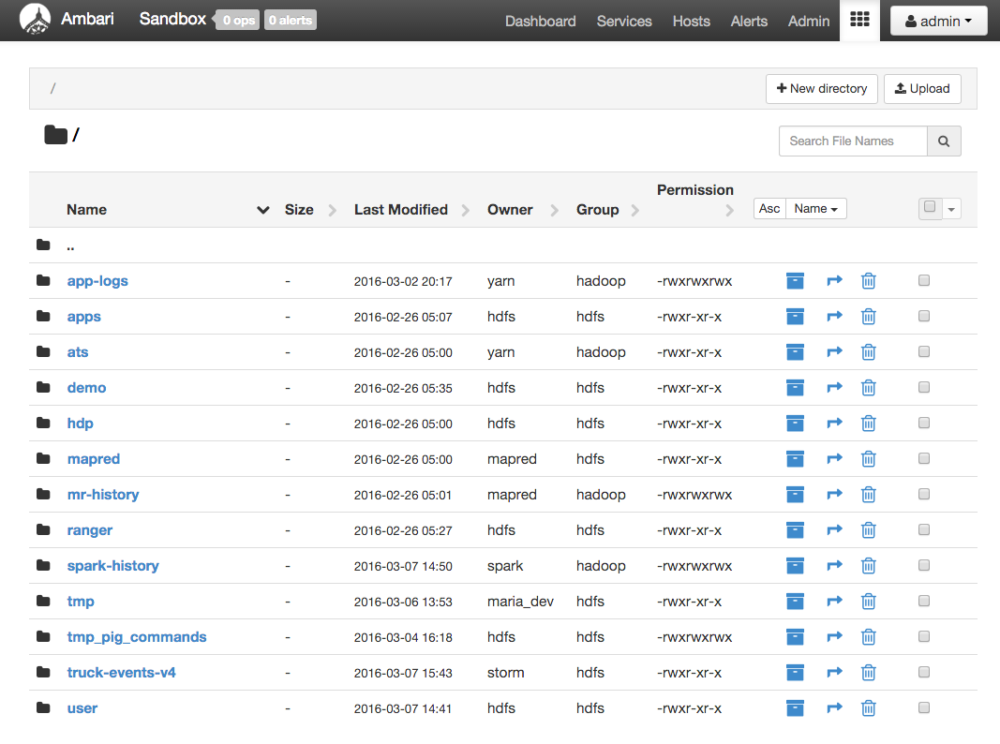 Ambari Sandbox 0 ops 0 alerts Dashboard Services Hosts Alerts Admin admin
/ New directory Upload
/ Search File Names
Permission
Name Size Last Modified Owner Group Asc Name
..
app-logs - 2016-03-02 20:17 yarn hadoop -rwxrwxrwx
apps - 2016-02-26 05:07 hdfs hdfs -rwxr-xr-x
ats - 2016-02-26 05:00 yarn hadoop -rwxr-xr-x
demo - 2016-02-26 05:35 hdfs hdfs -rwxr-xr-x
hdp - 2016-02-26 05:00 hdfs hdfs -rwxr-xr-x
mapred - 2016-02-26 05:00 mapred hdfs -rwxr-xr-x
mr-history - 2016-02-26 05:01 mapred hadoop -rwxrwxrwx
ranger - 2016-02-26 05:27 hdfs hdfs -rwxr-xr-x
spark-history - 2016-03-07 14:50 spark hadoop -rwxrwxrwx
tmp - 2016-03-06 13:53 maria_dev hdfs -rwxr-xr-x
tmp_pig_commands - 2016-03-04 16:18 hdfs hdfs -rwxrwxrwx
truck-events-v4 - 2016-03-07 15:43 storm hdfs -rwxr-xr-x
user - 2016-03-07 14:41 hdfs hdfs -rwxr-xr-x